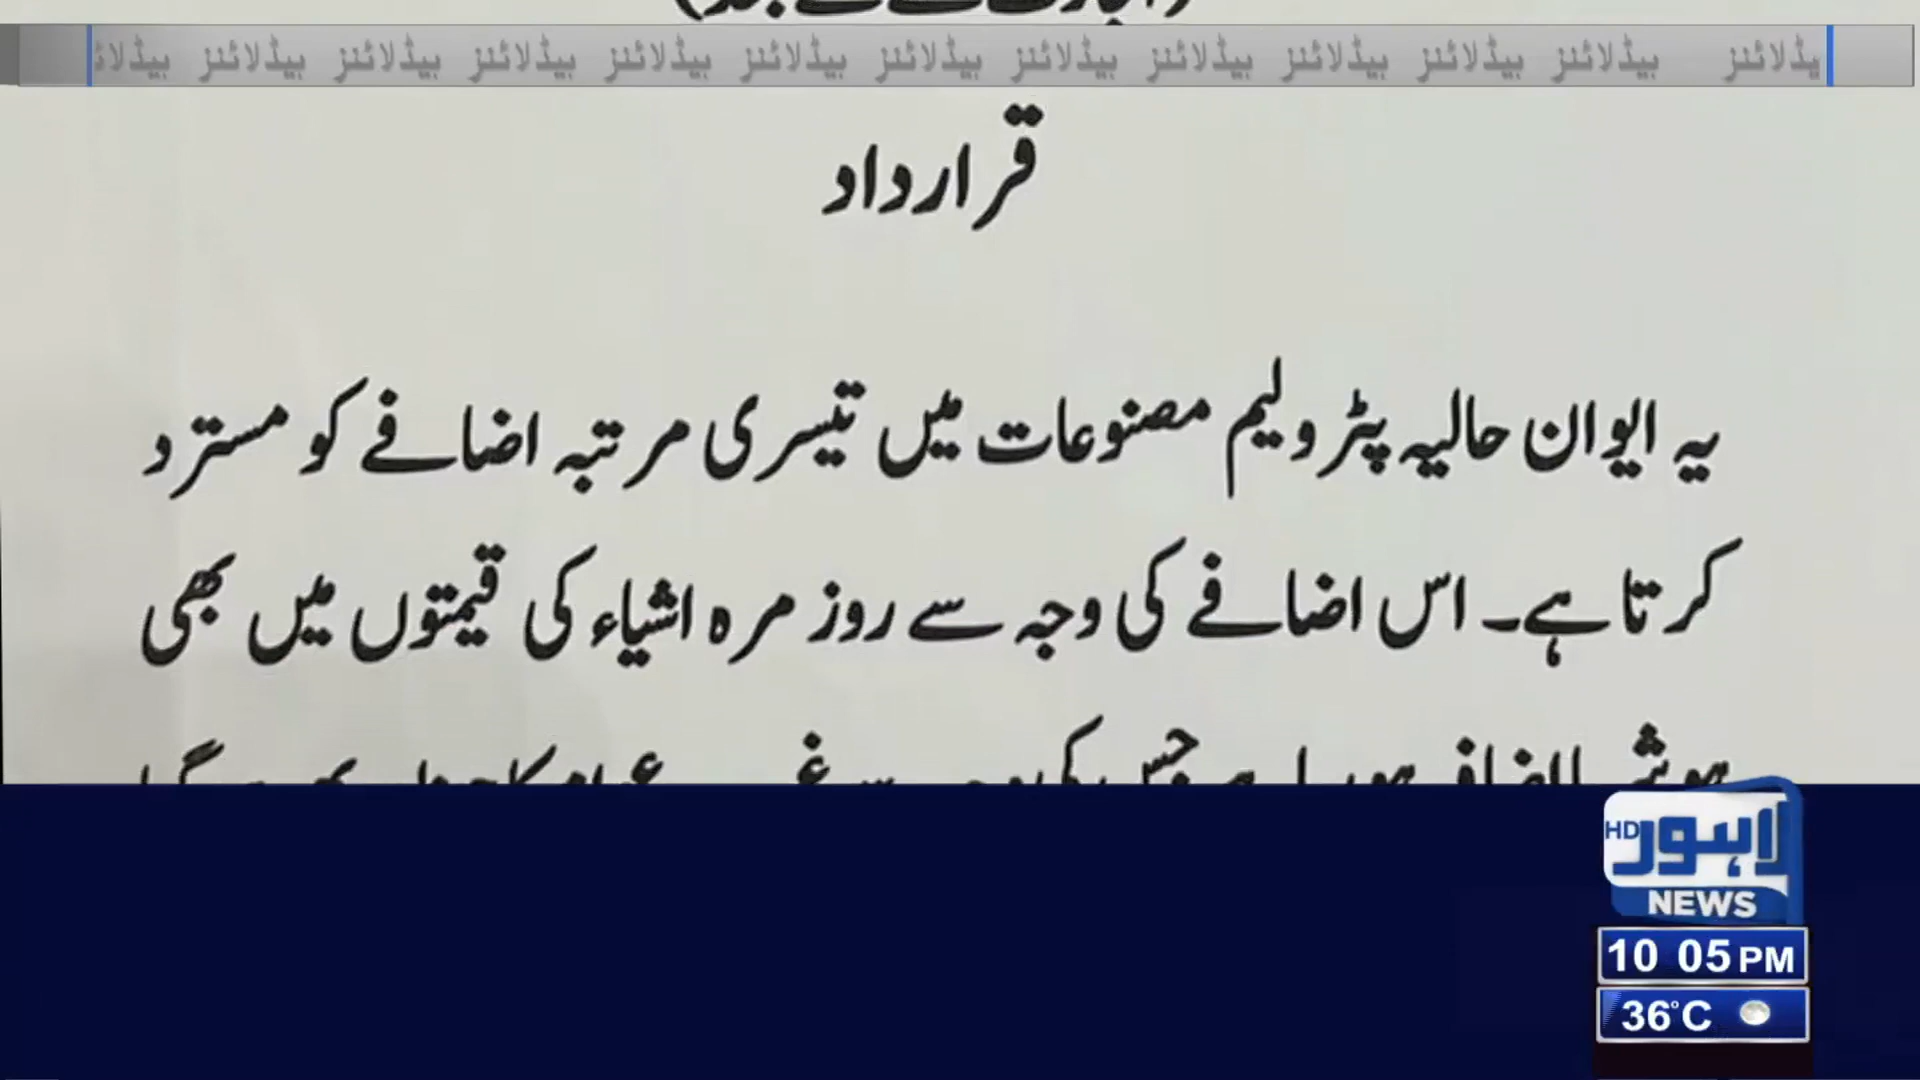 ہیڈلائنز ہیڈلائنز ہیڈلائنز ہیڈلائنز ہیڈلائنز ہیڈلائنز ہیڈلائنز ہیڈلائنز ہیڈلائنز ہیڈلائنز ہیڈلائنز
قرارداد
یہ ایوان حالیہ پٹرولیم مصنوعات میں تیسری مرتبہ اضافے کو مسترد
کرتا ہے۔ اس اضافے کی وجہ سے روز مرہ اشیاء کی قیمتوں میں بھی
HD لاہور
NEWS
10 05 PM
36°C